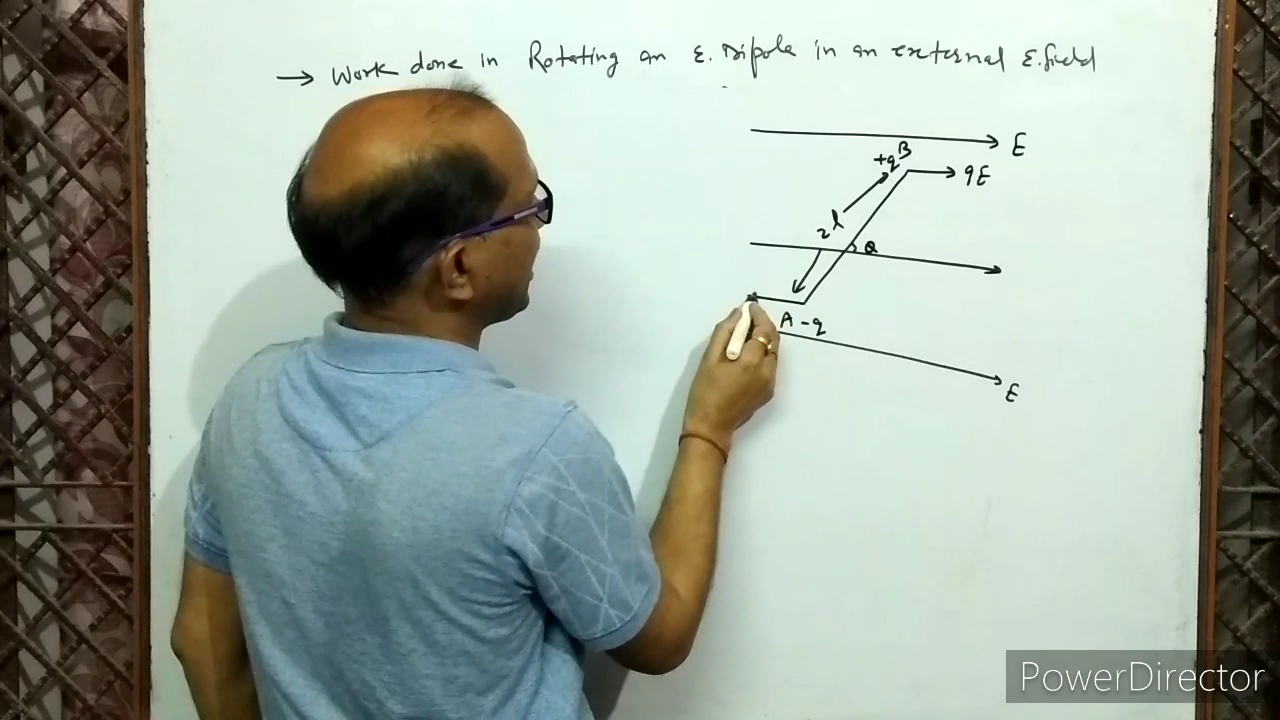 → Work done in Rotating an E. Dipole in an external E.field
E
+q B
qE
2l
θ
A -q
E
PowerDirector